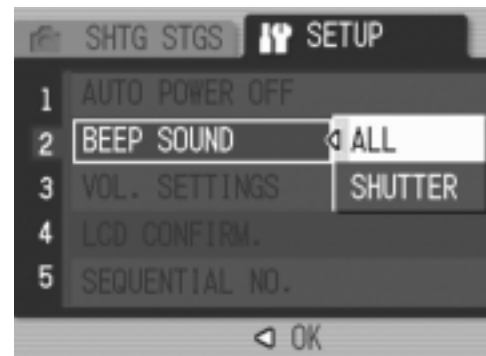 SHTG STGS SETUP
1 AUTO POWER OFF
2 BEEP SOUND ALL
3 VOL. SETTINGS SHUTTER
4 LCD CONFIRM.
5 SEQUENTIAL NO.
OK